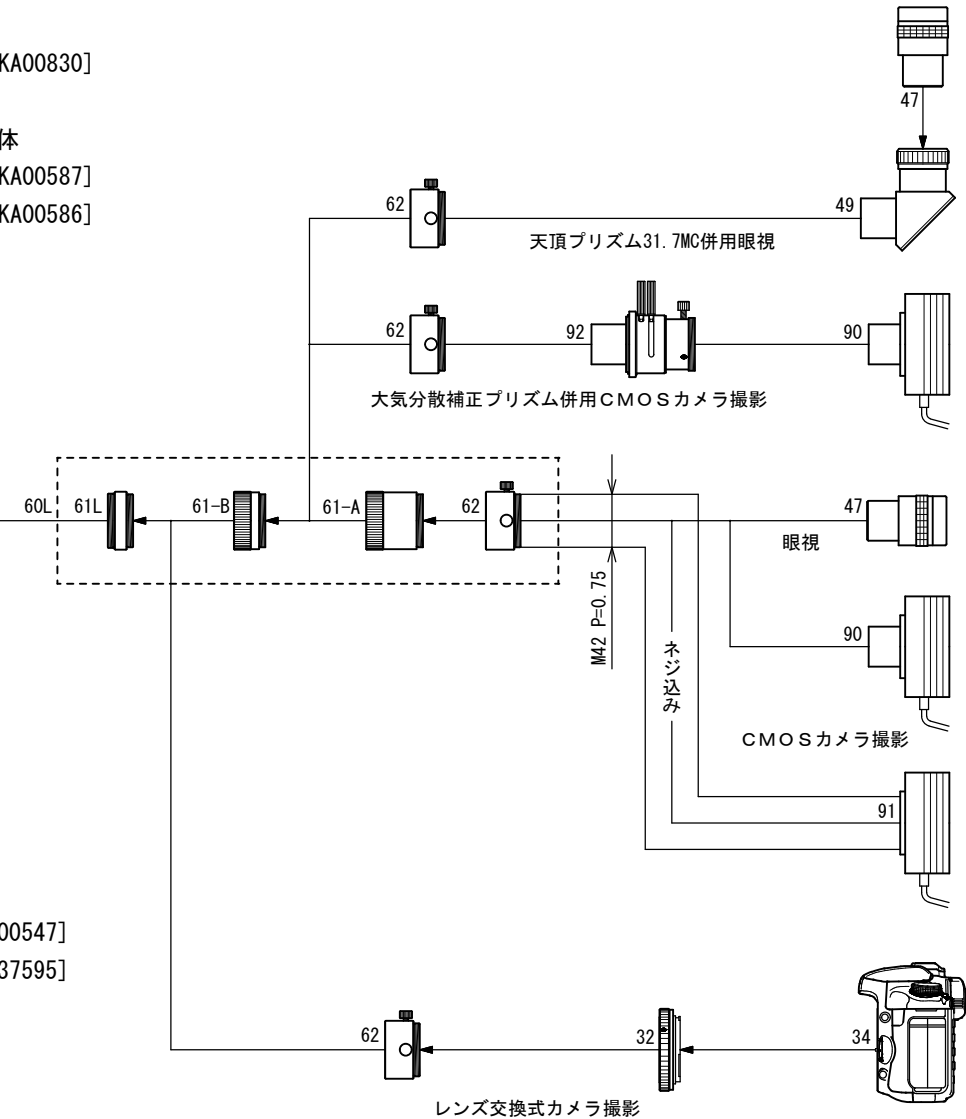 KA00830]
47
体
KA00587]
KA00586]
62
49
天頂プリズム31.7MC併用眼視
62
92
90
大気分散補正プリズム併用CMOSカメラ撮影
60L
61L
61-B
61-A
62
47
眼視
M42 P=0.75
ネジ込み
90
CMOSカメラ撮影
91
00547]
37595]
62
32
34
レンズ交換式カメラ撮影